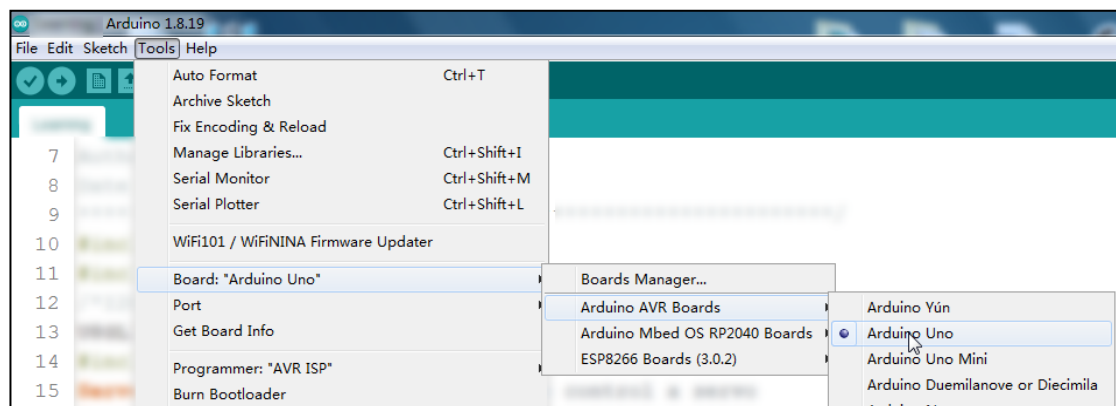 Arduino 1.8.19
File Edit Sketch Tools Help
Auto Format Ctrl+T
Archive Sketch
Fix Encoding & Reload
Manage Libraries... Ctrl+Shift+I
Serial Monitor Ctrl+Shift+M
Serial Plotter Ctrl+Shift+L
WiFi101 / WiFiNINA Firmware Updater
Board: "Arduino Uno"
Port
Get Board Info
Programmer: "AVR ISP"
Burn Bootloader
Boards Manager...
Arduino AVR Boards
Arduino Mbed OS RP2040 Boards
ESP8266 Boards (3.0.2)
Arduino Yún
Arduino Uno
Arduino Uno Mini
Arduino Duemilanove or Diecimila
7
8
9
10
11
12
13
14
15 control a servo